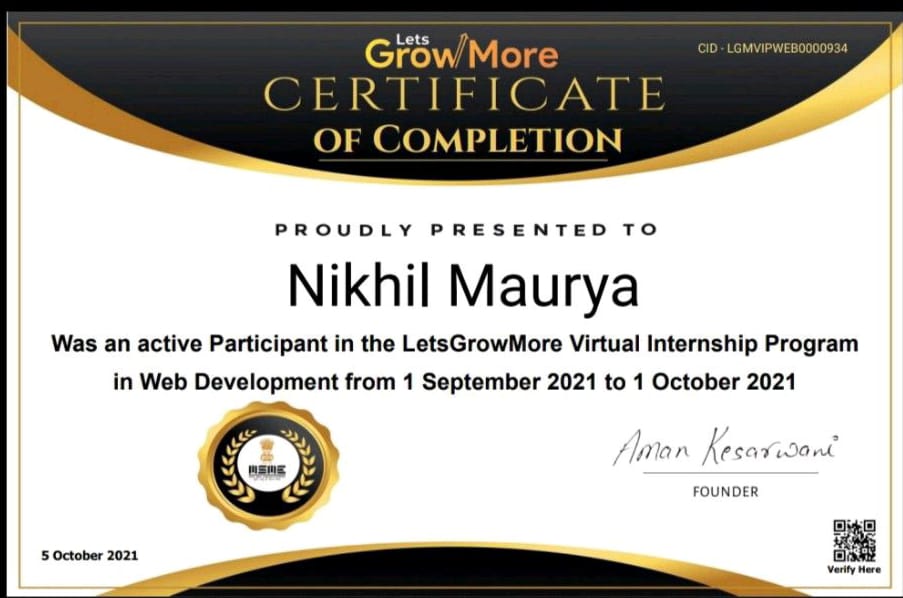 Lets
GrowMore
CID - LGMVIPWEB0000934
CERTIFICATE
OF COMPLETION
PROUDLY PRESENTED TO
Nikhil Maurya
Was an active Participant in the LetsGrowMore Virtual Internship Program
in Web Development from 1 September 2021 to 1 October 2021
MSME
Aman Kesarwani
FOUNDER
5 October 2021
Verify Here